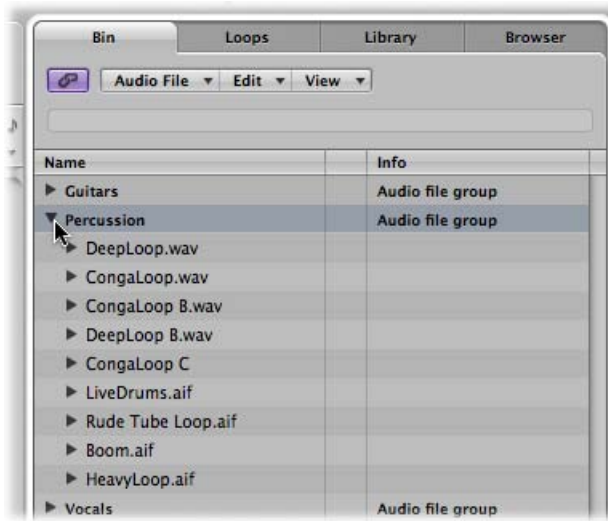 Bin Loops Library Browser
Audio File Edit View
Name Info
Guitars Audio file group
Percussion Audio file group
DeepLoop.wav
CongaLoop.wav
CongaLoop B.wav
DeepLoop B.wav
CongaLoop C
LiveDrums.aif
Rude Tube Loop.aif
Boom.aif
HeavyLoop.aif
Vocals Audio file group